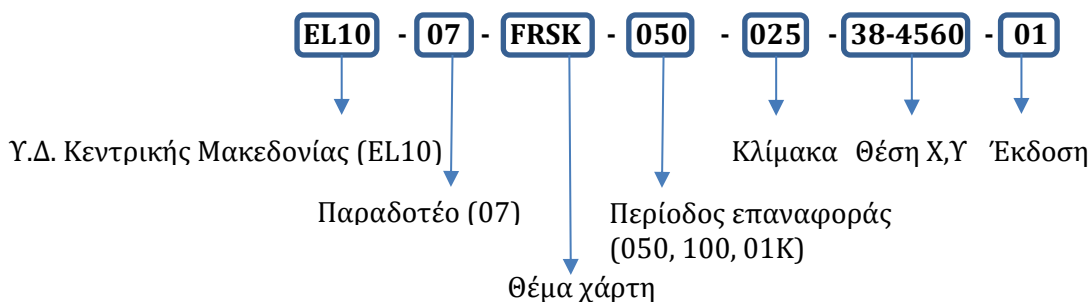 EL10 - 07 - FRSK - 050 - 025 - 38-4560 - 01
Υ.Δ. Κεντρικής Μακεδονίας (EL10)
Κλίμακα Θέση Χ,Υ Έκδοση
Παραδοτέο (07)
Περίοδος επαναφοράς
(050, 100, 01Κ)
Θέμα χάρτη